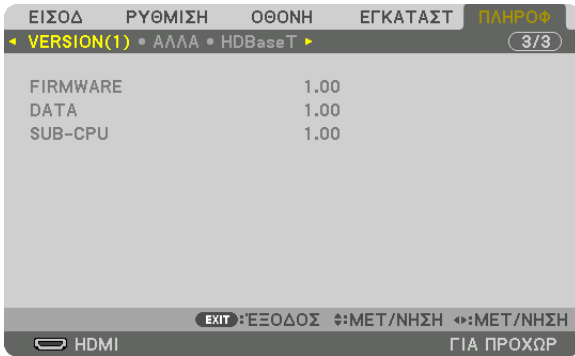 ΕΙΣΟΔ ΡΥΘΜΙΣΗ ΟΘΟΝΗ ΕΓΚΑΤΑΣΤ ΠΛΗΡΟΦ
◂ VERSION(1) • ΑΛΛΑ • HDBaseT ▸ 3/3
FIRMWARE 1.00
DATA 1.00
SUB-CPU 1.00
EXIT :ΈΞΟΔΟΣ :ΜΕΤ/ΝΗΣΗ :ΜΕΤ/ΝΗΣΗ
HDMI ΓΙΑ ΠΡΟΧΩΡ